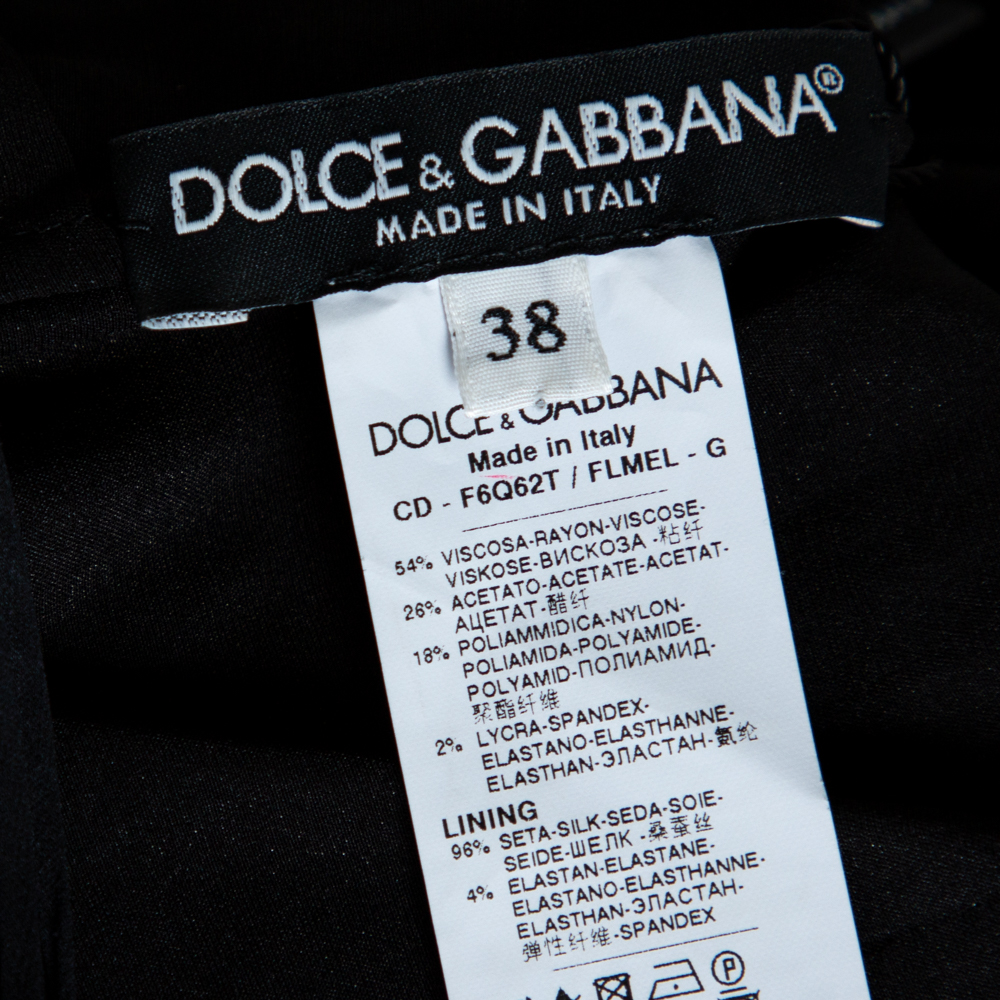 DOLCE & GABBANA®
MADE IN ITALY
38
DOLCE & GABBANA
Made in Italy
CD - F6Q62T / FLMEL - G
54% VISCOSA-RAYON-VISCOSE-
VISKOSE-ВИСКОЗА -粘纤
26% ACETATO-ACETATE-ACETAT-
АЦЕТАТ-醋纤
18% POLIAMMIDICA-NYLON-
POLIAMIDA-POLYAMIDE-
POLYAMID-ПОЛИАМИД-
聚酯纤维
2% LYCRA-SPANDEX-
ELASTANO-ELASTHANNE-
ELASTHAN-ЭЛАСТАН-氨纶
LINING
96% SETA-SILK-SEDA-SOIE-
SEIDE-ШЕЛК -桑蚕丝
4% ELASTAN-ELASTANE-
ELASTANO-ELASTHANNE-
ELASTHAN-ЭЛАСТАН-
弹性纤维-SPANDEX
P